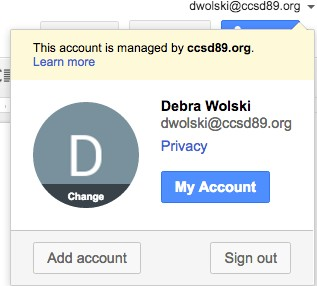 dwolski@ccsd89.org
This account is managed by ccsd89.org.
Learn more
D
Change
Debra Wolski
dwolski@ccsd89.org
Privacy
My Account
Add account
Sign out